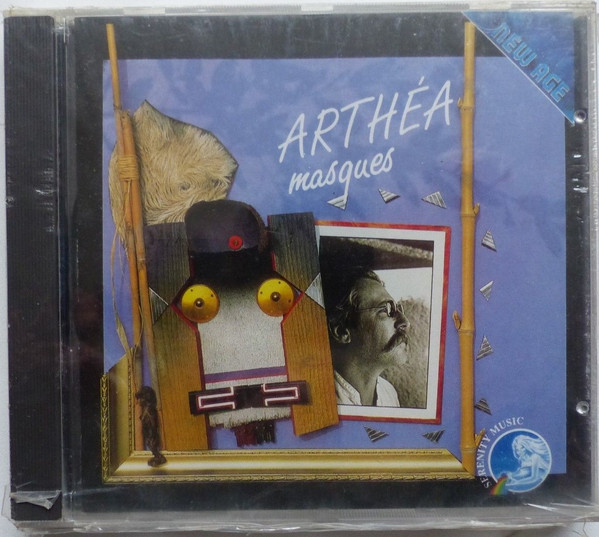 NEW AGE
ARTHÉA
masques
SERENITY MUSIC